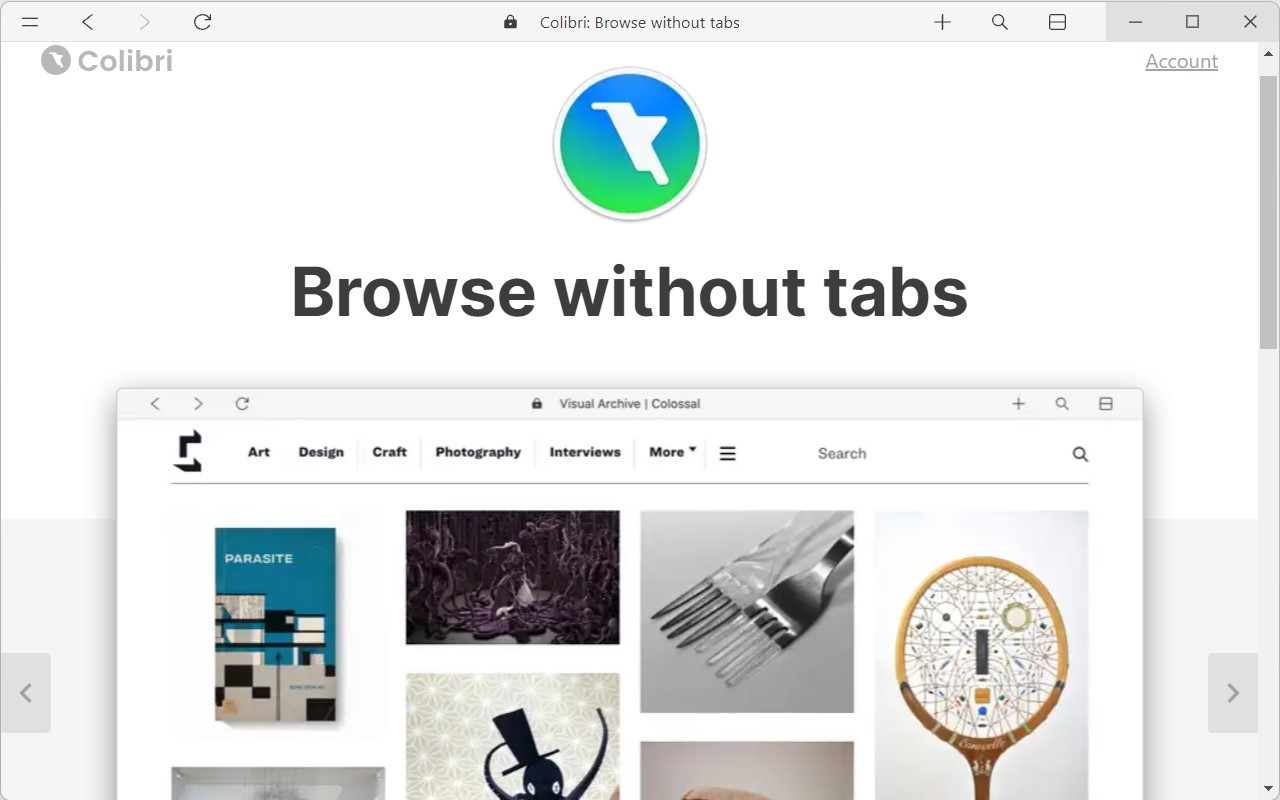 Colibri: Browse without tabs
Colibri
Account
Browse without tabs
Visual Archive | Colossal
Art Design Craft Photography Interviews More Search
PARASITE
Caravelle